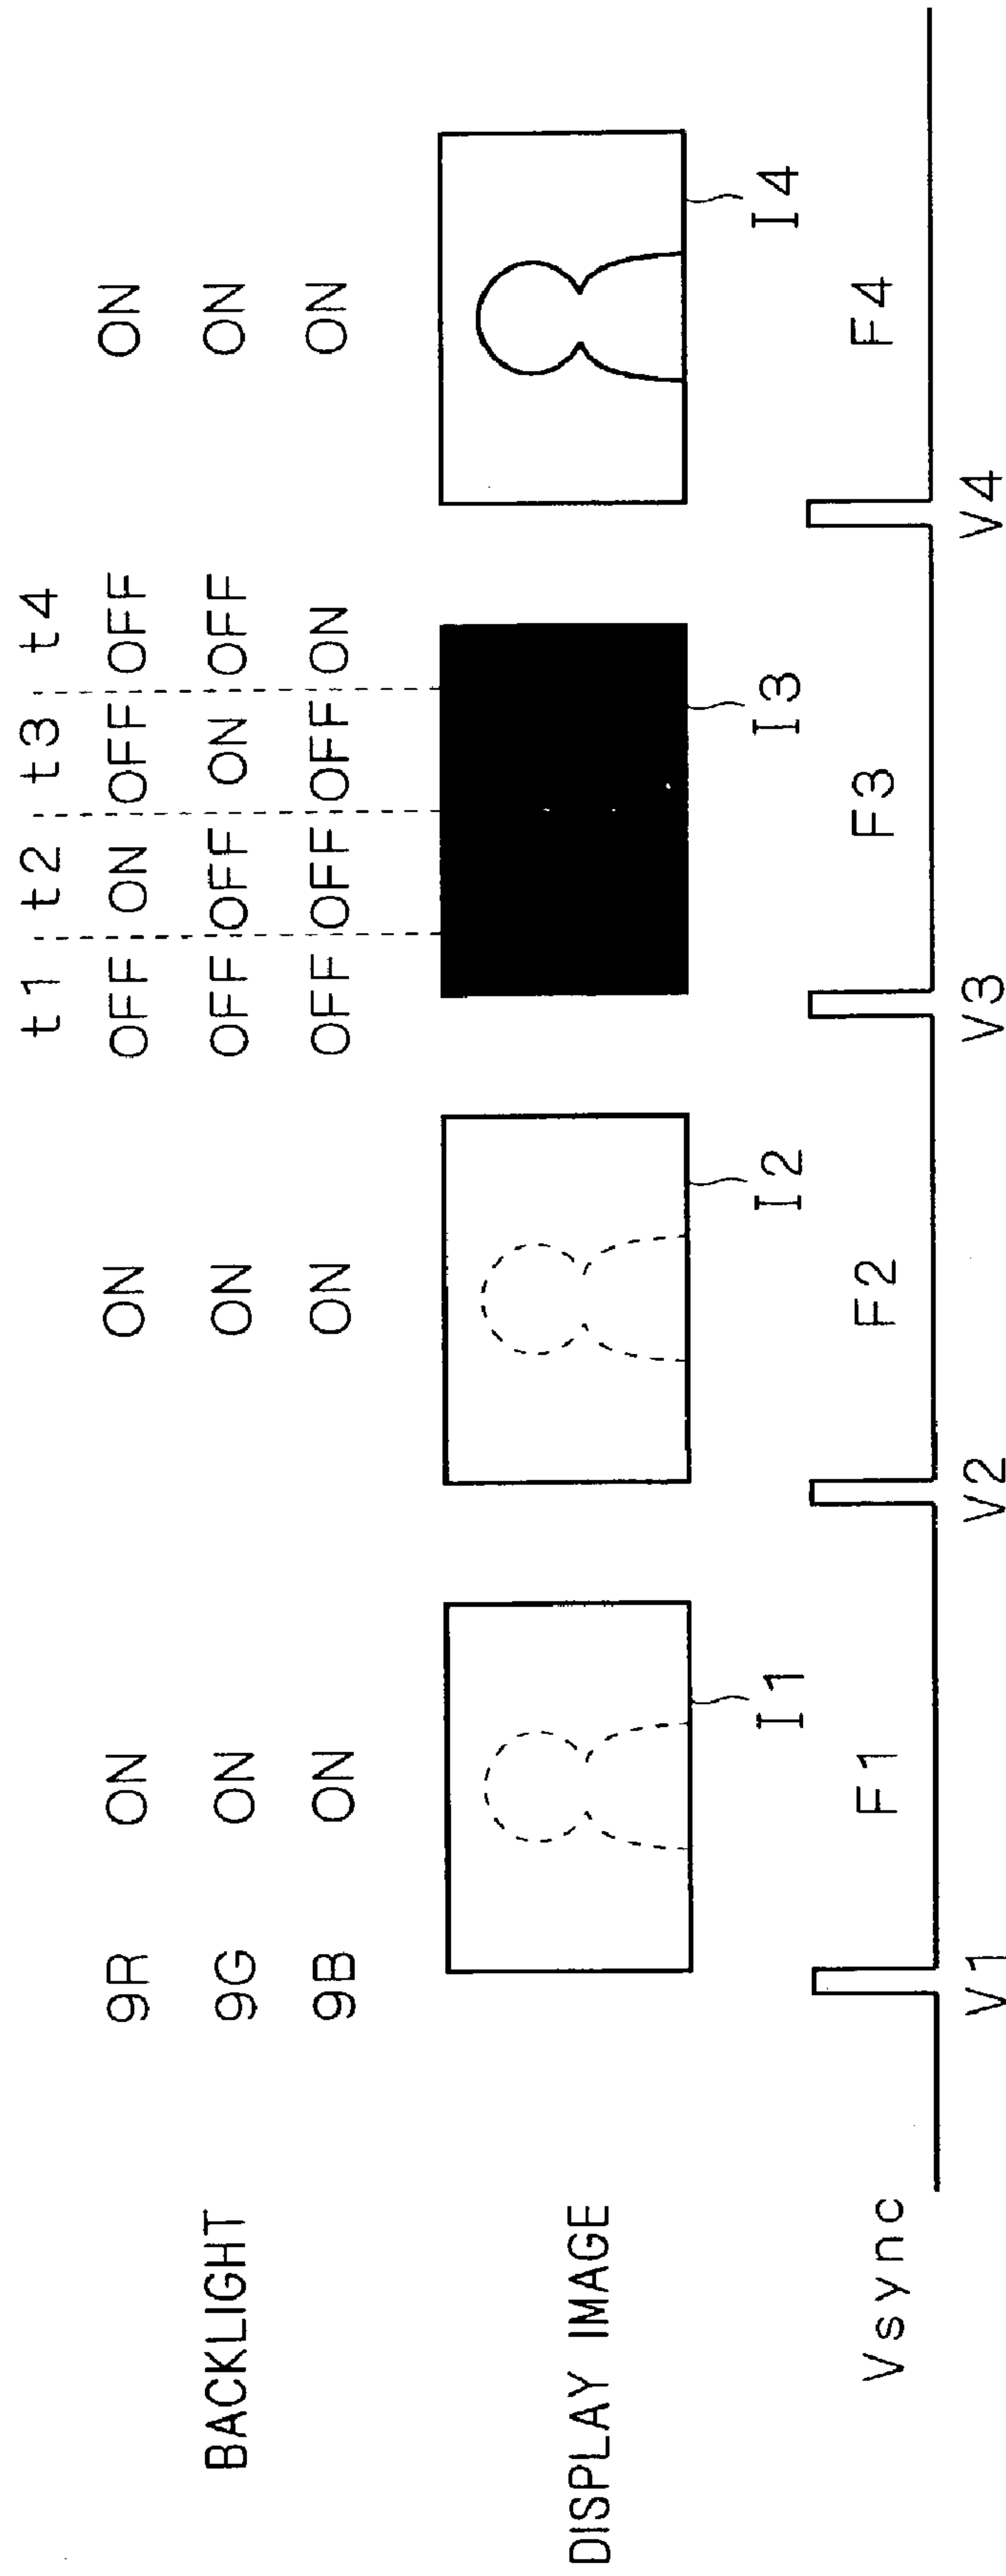 t1 t2 t3 t4
BACKLIGHT
9R ON ON OFF ON OFF OFF ON
9G ON ON OFF OFF ON OFF ON
9B ON ON OFF OFF OFF ON ON
DISPLAY IMAGE
I1 I2 I3 I4
Vsync
F1 F2 F3 F4
V1 V2 V3 V4